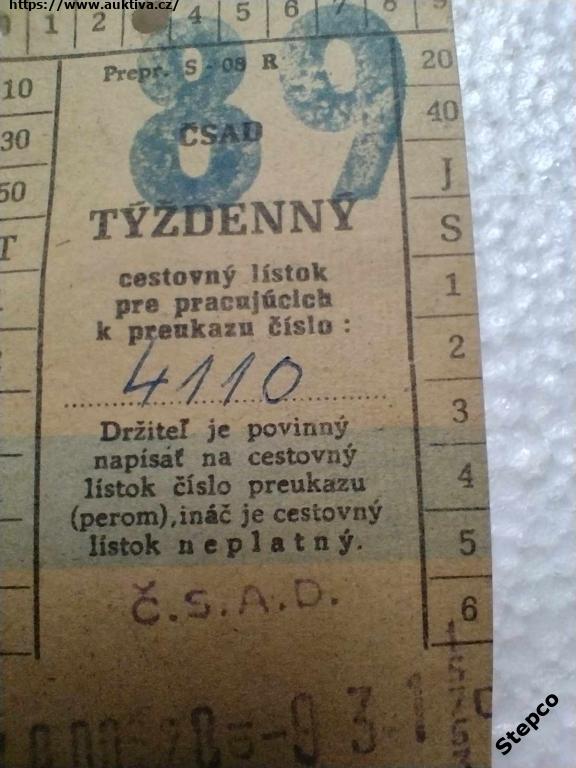 https://www.auktiva.cz/
1 2 4 5 6 7 8 9
89
Prepr. S - 08 R
ČSAD
TÝŽDENNÝ
cestovný lístok
pre pracujúcich
k preukazu číslo :
4110
Držiteľ je povinný
napísať na cestovný
lístok číslo preukazu
(perom), ináč je cestovný
lístok neplatný.
Č.S.A.D.
10
30
50
T
20
40
J
S
1
2
3
4
5
6
Stepco